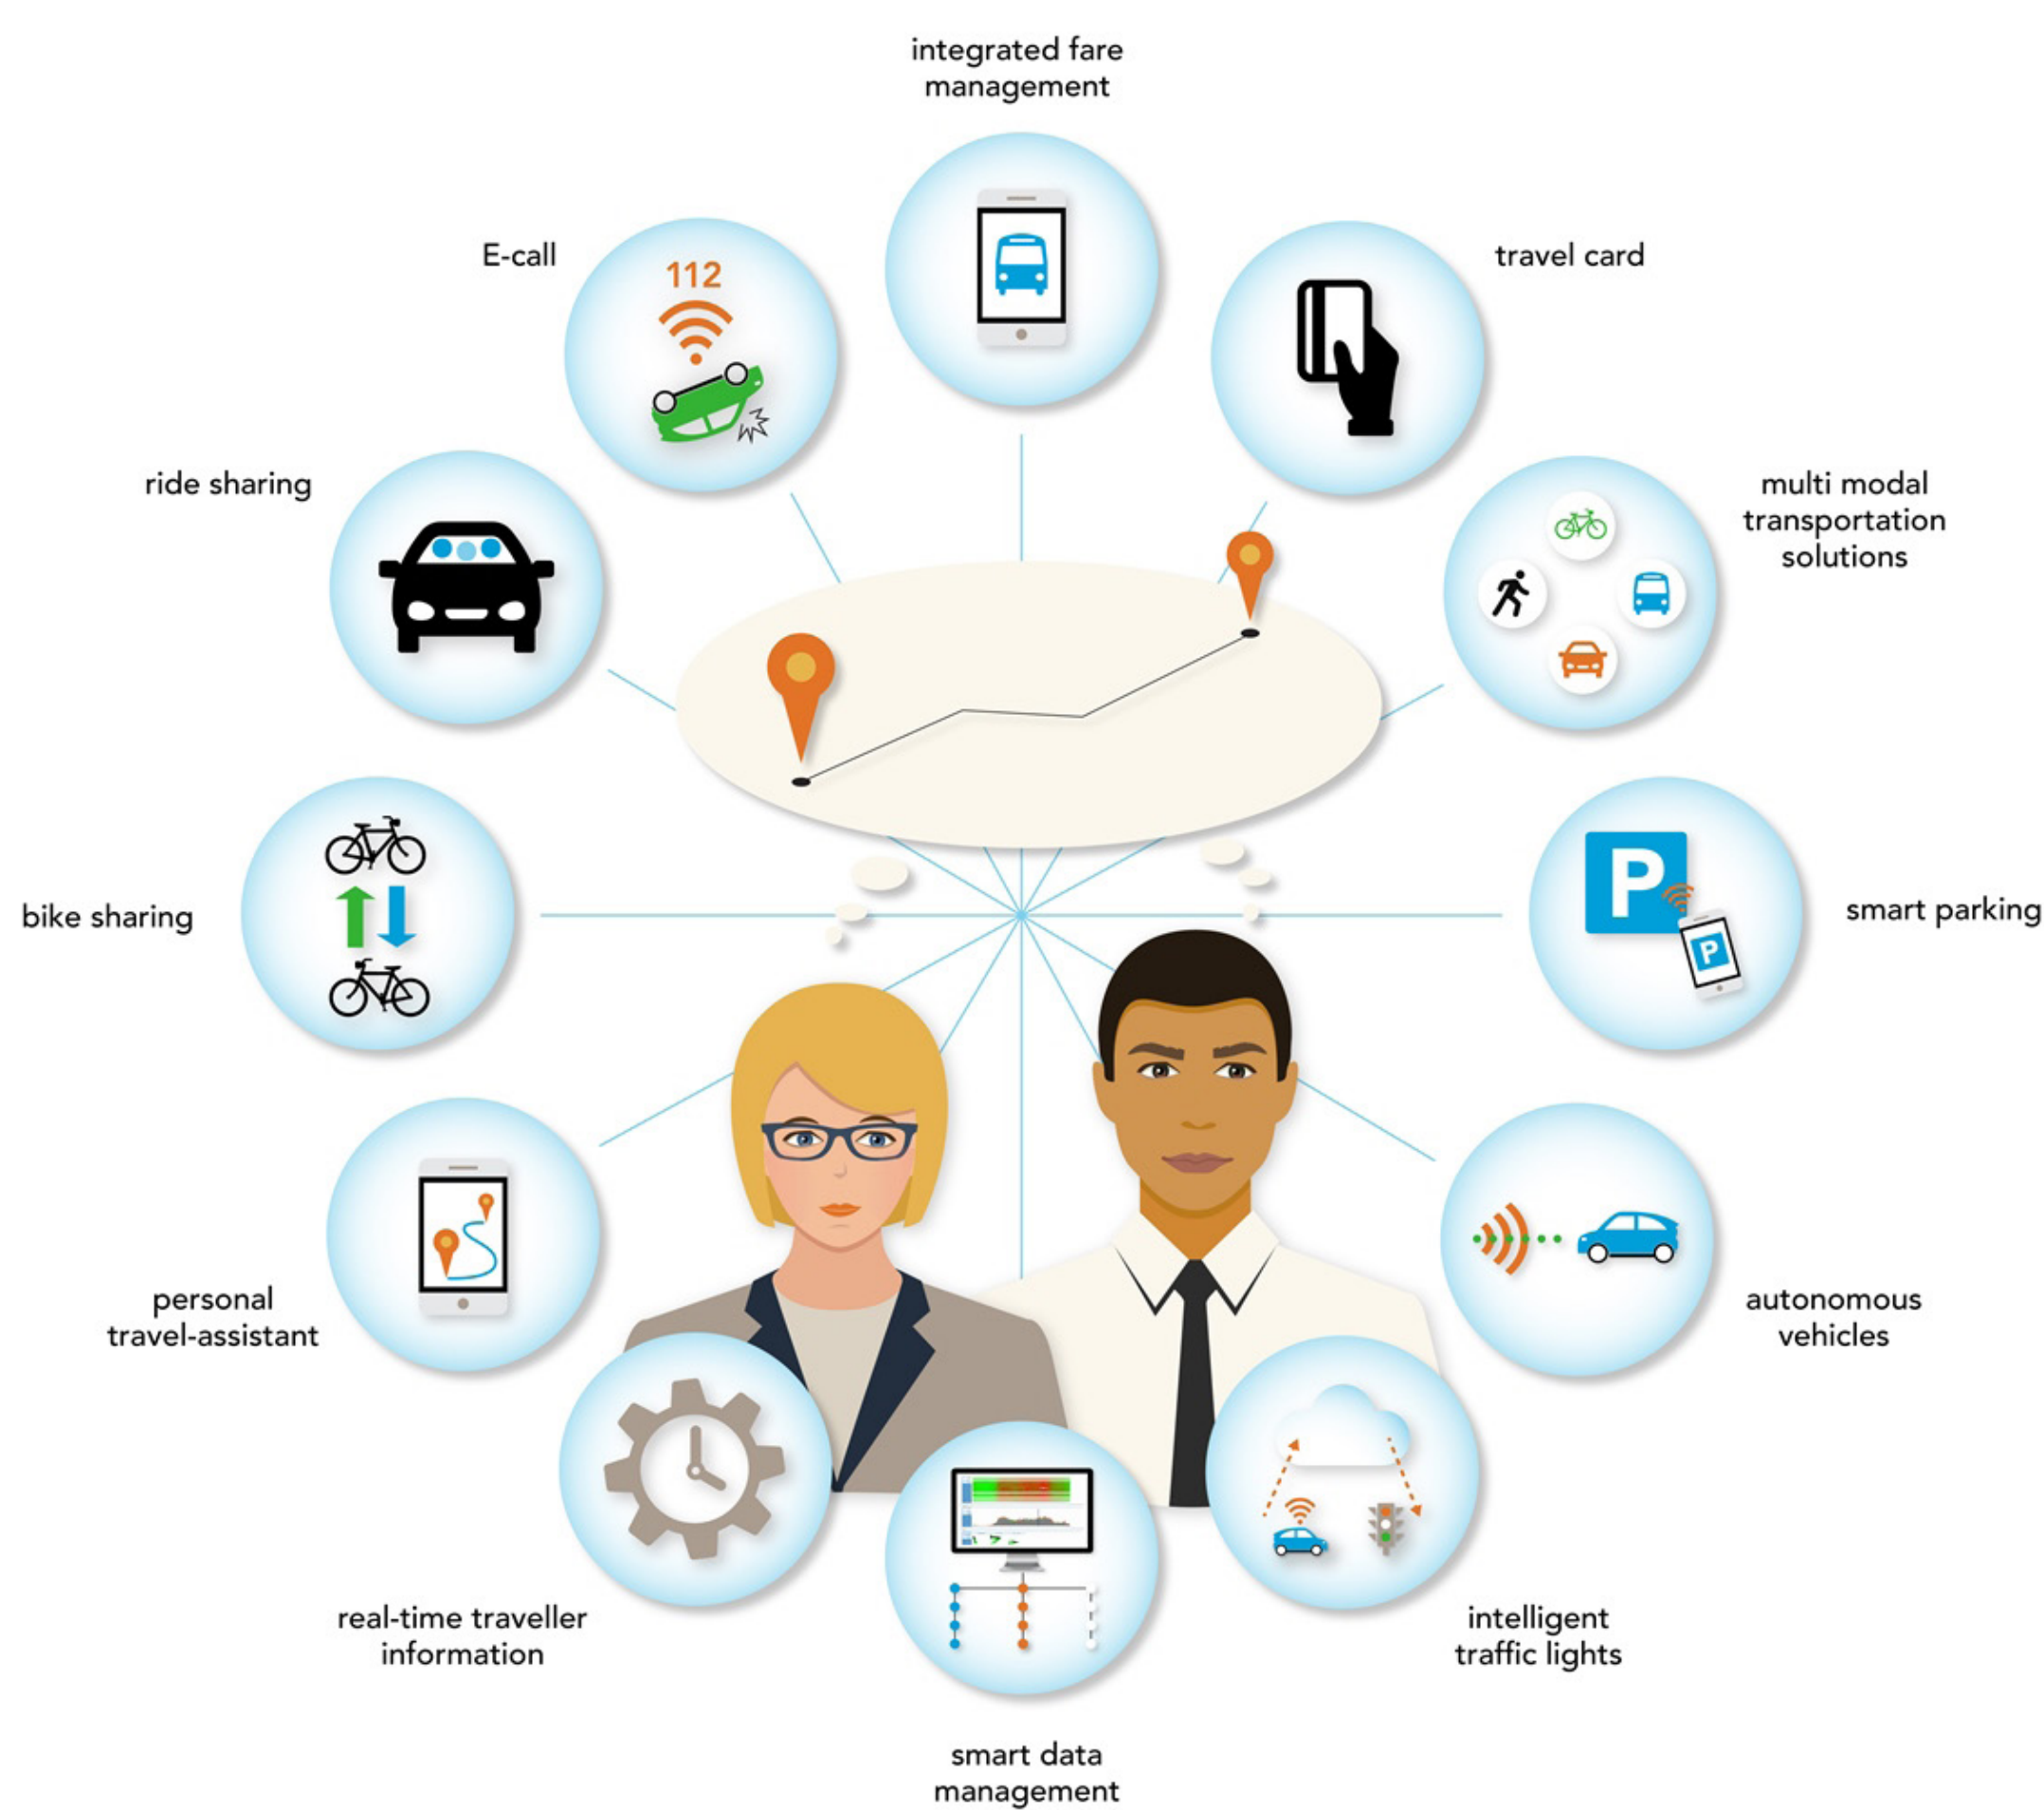 integrated fare
management
E-call
112
travel card
ride sharing
multi modal
transportation
solutions
bike sharing
P
P
smart parking
personal
travel-assistant
autonomous
vehicles
real-time traveller
information
intelligent
traffic lights
smart data
management